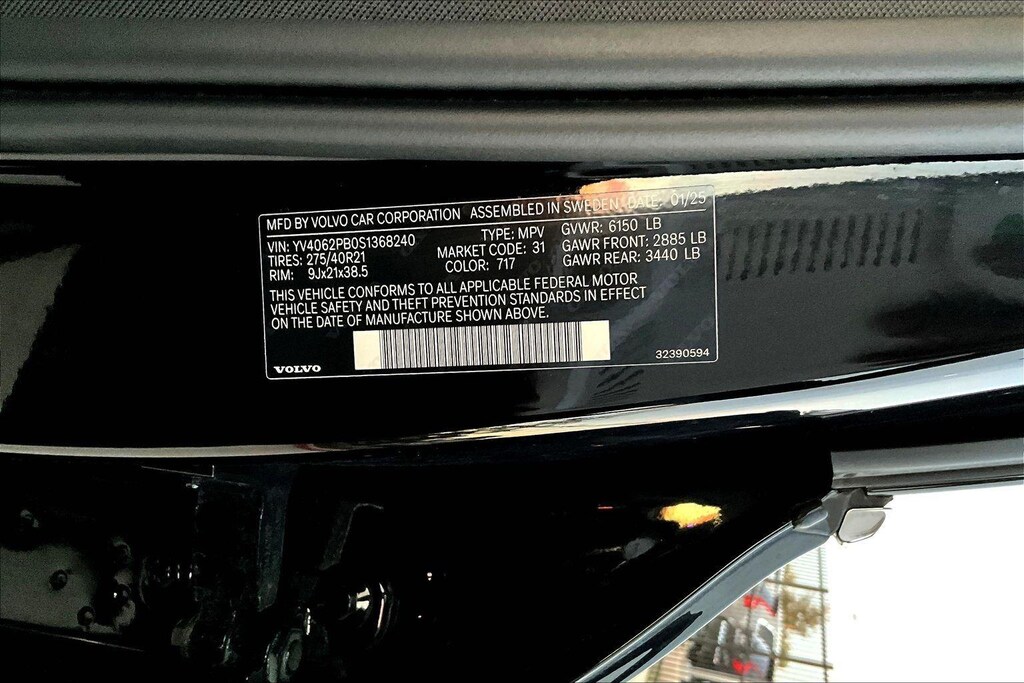 MFD BY VOLVO CAR CORPORATION ASSEMBLED IN SWEDEN DATE: 01/25
VIN: YV4062PB0S1368240 TYPE: MPV GVWR: 6150 LB
TIRES: 275/40R21 MARKET CODE: 31 GAWR FRONT: 2885 LB
RIM: 9Jx21x38.5 COLOR: 717 GAWR REAR: 3440 LB
THIS VEHICLE CONFORMS TO ALL APPLICABLE FEDERAL MOTOR
VEHICLE SAFETY AND THEFT PREVENTION STANDARDS IN EFFECT
ON THE DATE OF MANUFACTURE SHOWN ABOVE.
VOLVO 32390594